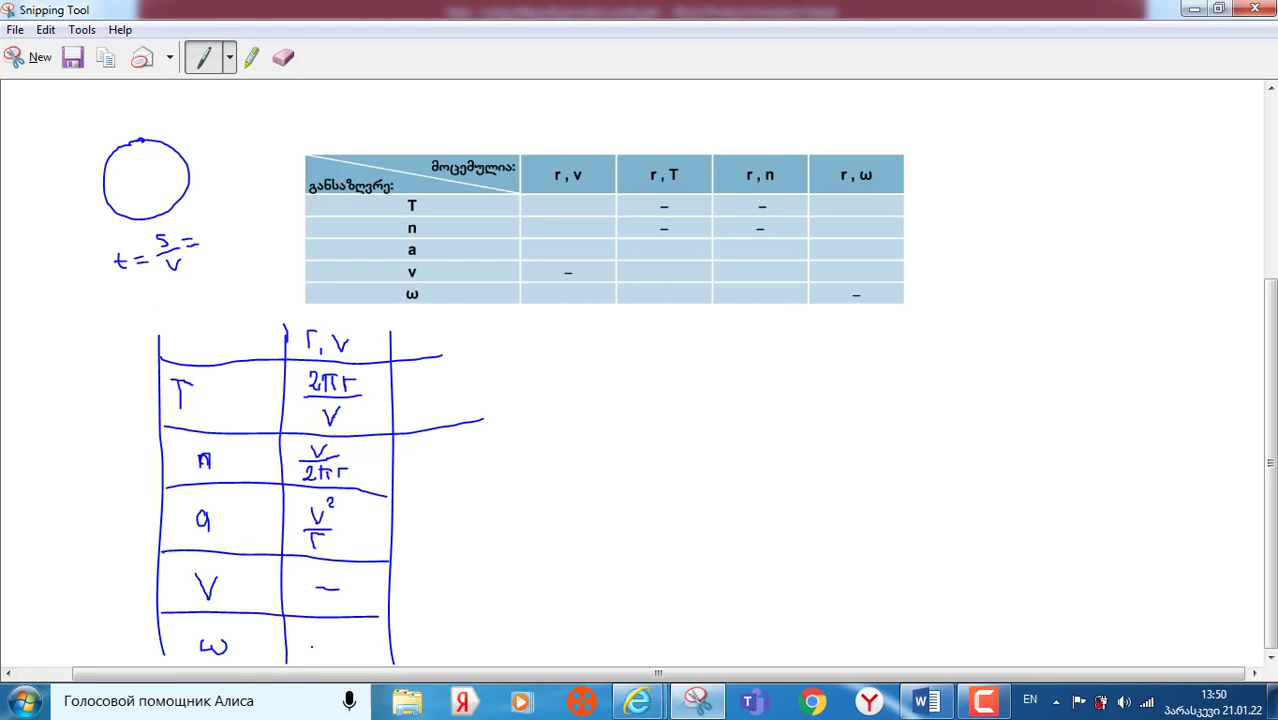 Snipping Tool
File Edit Tools Help
New
მოცემულია:
განსაზღვრე:
r , v r , T r , n r , ω
T – –
n – –
a
v –
ω –
t = S/v =
r, v
T 2πr/v
n v/2πr
a v²/r
v –
ω
Голосовой помощник Алиса
EN
13:50
პარასკევი 21.01.22